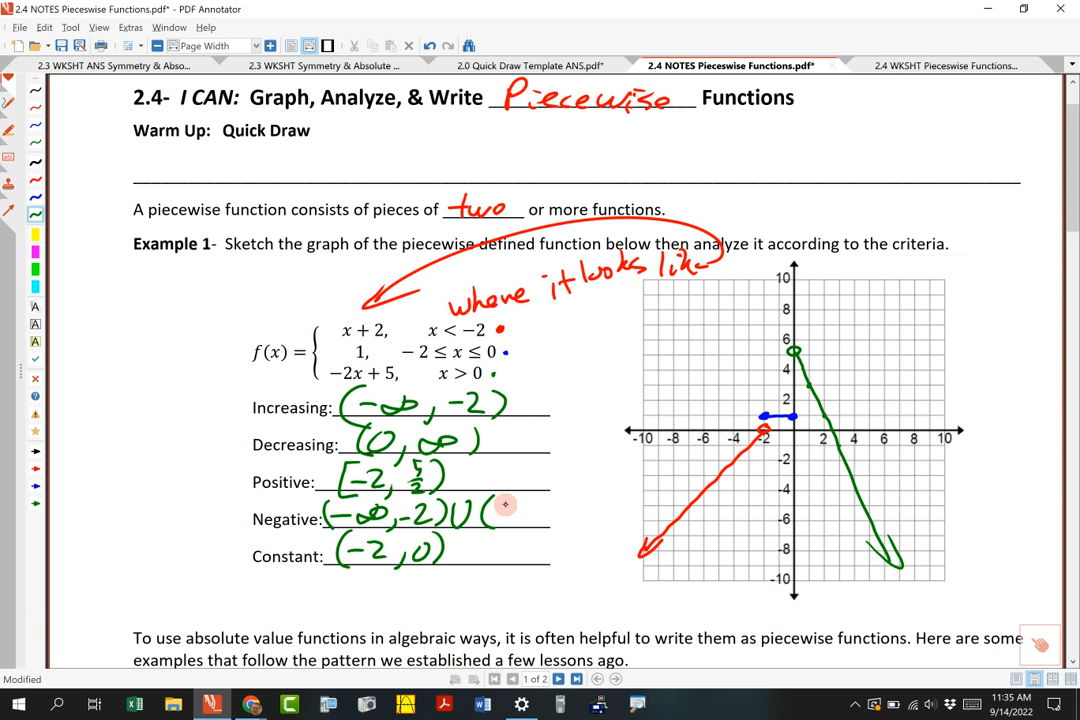 2.4 NOTES Piecewise Functions.pdf* - PDF Annotator
File Edit Tool View Extras Window Help
Page Width
2.3 WKSHT ANS Symmetry & Abso... 2.3 WKSHT Symmetry & Absolute ... 2.0 Quick Draw Template ANS.pdf* 2.4 NOTES Piecewise Functions.pdf* 2.4 WKSHT Piecewise Functions...
2.4- I CAN: Graph, Analyze, & Write Piecewise Functions
Warm Up: Quick Draw
A piecewise function consists of pieces of two or more functions.
Example 1- Sketch the graph of the piecewise defined function below then analyze it according to the criteria.
where it looks like
f(x) = { x + 2, x < −2
1, − 2 ≤ x ≤ 0
−2x + 5, x > 0
Increasing: (-∞, -2)
Decreasing: (0, ∞)
Positive: [-2, 5/2)
Negative: (-∞, -2) U (
Constant: (-2, 0)
10
8
6
4
2
-10 -8 -6 -4 -2 2 4 6 8 10
-2
-4
-6
-8
-10
To use absolute value functions in algebraic ways, it is often helpful to write them as piecewise functions. Here are some
examples that follow the pattern we established a few lessons ago.
Modified 1 of 2
11:35 AM
9/14/2022